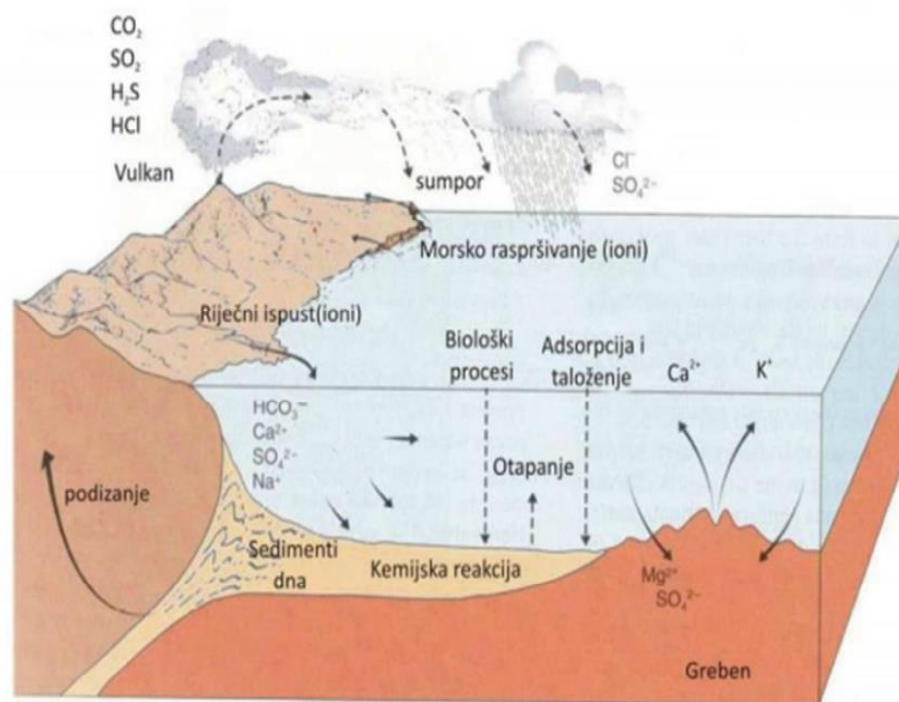 CO₂
SO₂
H₂S
HCl
Vulkan
sumpor
Cl⁻
SO₄²⁻
Morsko raspršivanje (ioni)
Riječni ispust(ioni)
Biološki
procesi
Adsorpcija i
taloženje
Ca²⁺
K⁺
HCO₃⁻
Ca²⁺
SO₄²⁻
Na⁺
Otapanje
podizanje
Sedimenti
dna
Kemijska reakcija
Mg²⁺
SO₄²⁻
Greben